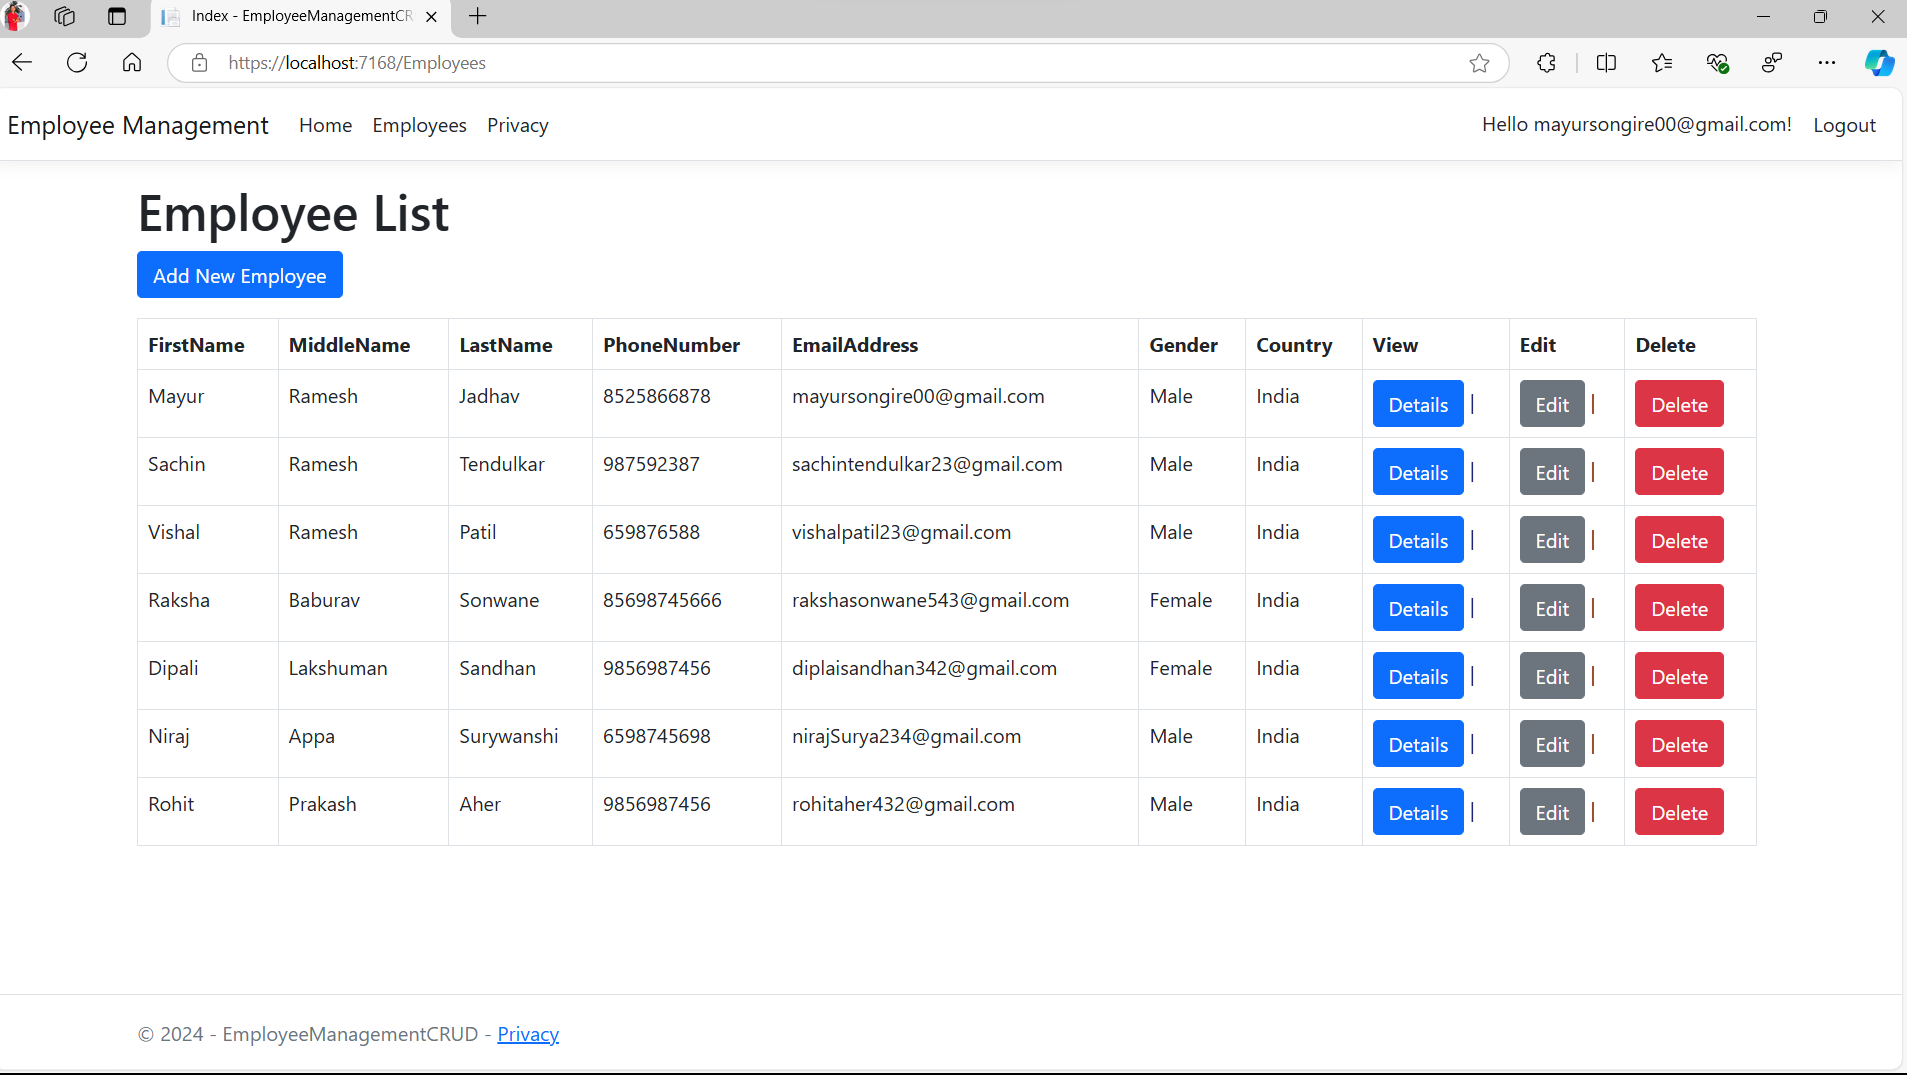 Index - EmployeeManagementCR
https://localhost:7168/Employees
Employee Management Home Employees Privacy Hello mayursongire00@gmail.com! Logout
Employee List
Add New Employee
FirstName MiddleName LastName PhoneNumber EmailAddress Gender Country View Edit Delete
Mayur Ramesh Jadhav 8525866878 mayursongire00@gmail.com Male India Details | Edit | Delete
Sachin Ramesh Tendulkar 987592387 sachintendulkar23@gmail.com Male India Details | Edit | Delete
Vishal Ramesh Patil 659876588 vishalpatil23@gmail.com Male India Details | Edit | Delete
Raksha Baburav Sonwane 85698745666 rakshasonwane543@gmail.com Female India Details | Edit | Delete
Dipali Lakshuman Sandhan 9856987456 diplaisandhan342@gmail.com Female India Details | Edit | Delete
Niraj Appa Surywanshi 6598745698 nirajSurya234@gmail.com Male India Details | Edit | Delete
Rohit Prakash Aher 9856987456 rohitaher432@gmail.com Male India Details | Edit | Delete
© 2024 - EmployeeManagementCRUD - Privacy